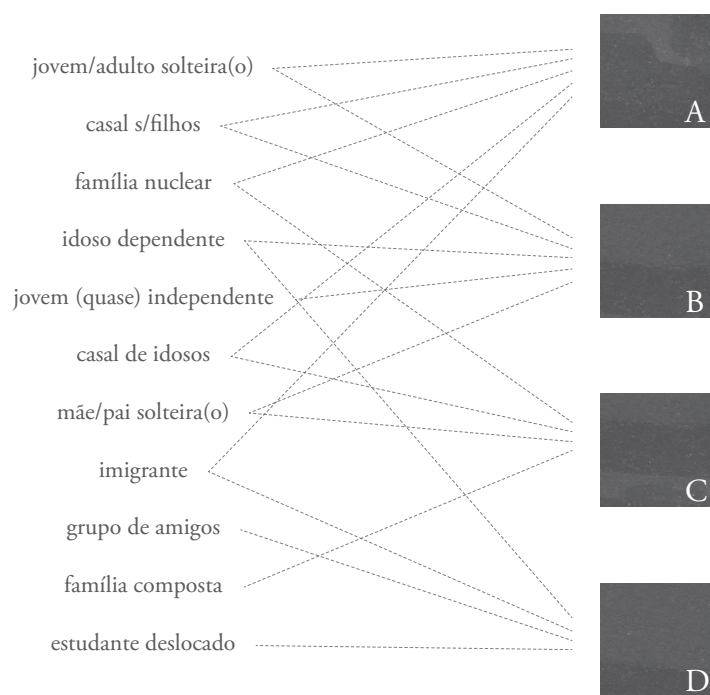 jovem/adulto solteira(o)
casal s/filhos
família nuclear
idoso dependente
jovem (quase) independente
casal de idosos
mãe/pai solteira(o)
imigrante
grupo de amigos
família composta
estudante deslocado
A
B
C
D